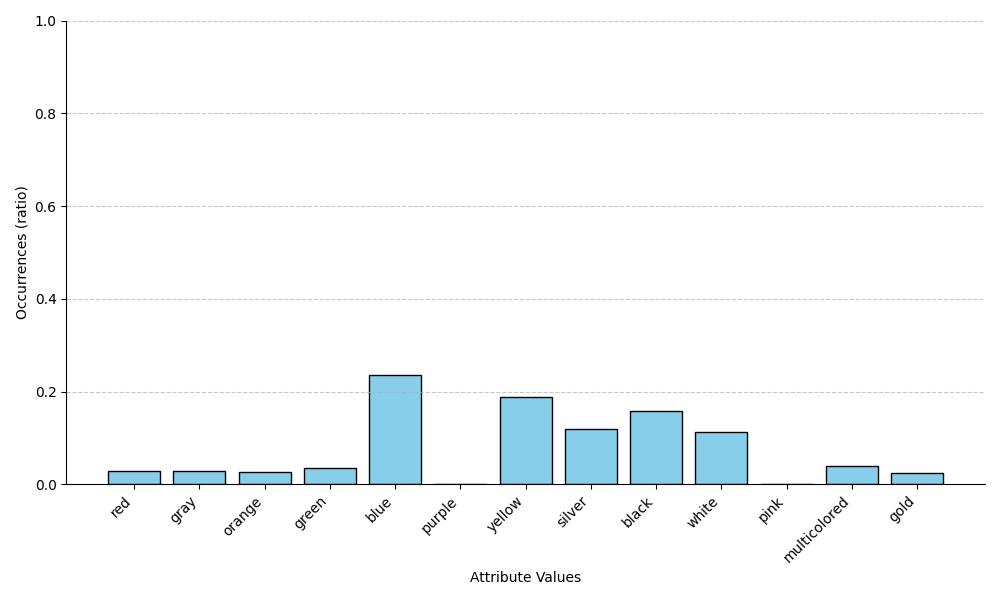 1.0
0.8
0.6
0.4
0.2
0.0
Occurrences (ratio)
red
gray
orange
green
blue
purple
yellow
silver
black
white
pink
multicolored
gold
Attribute Values